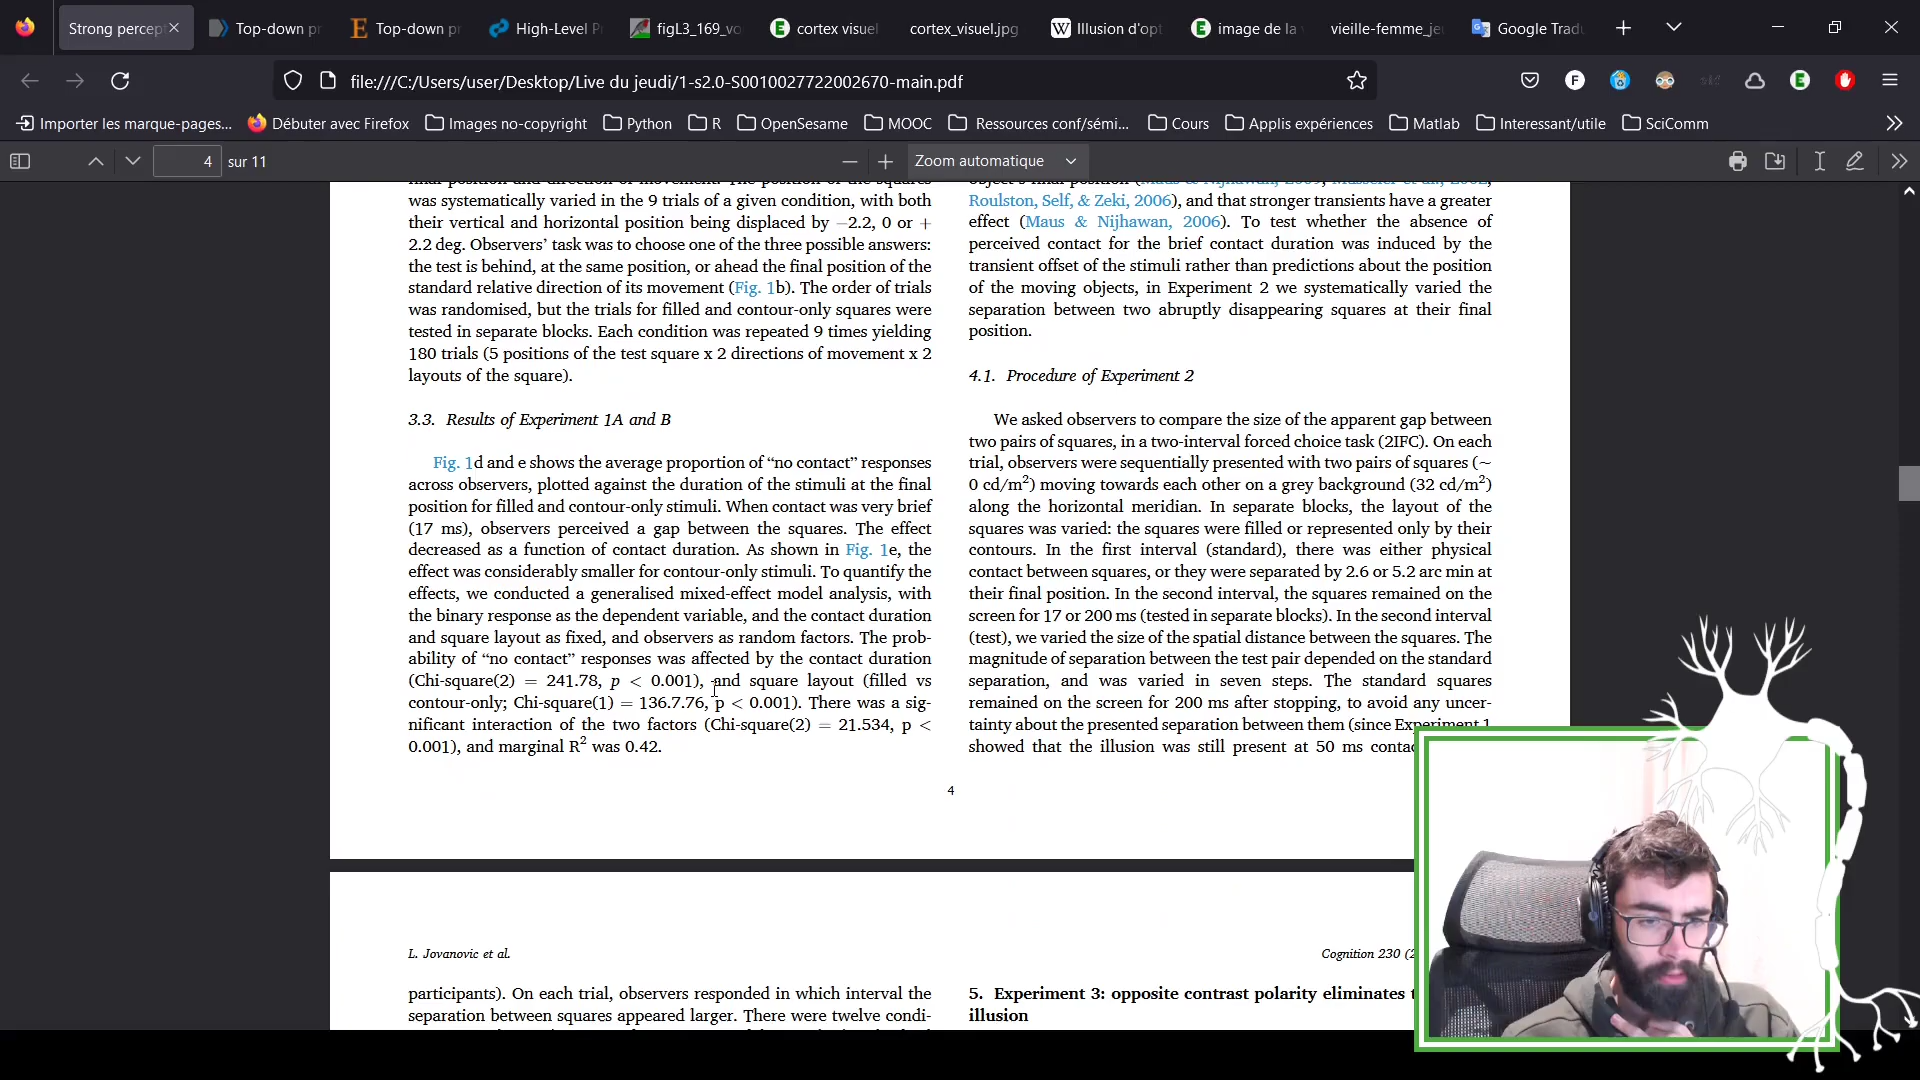 Strong percep
Top-down pr
Top-down pr
High-Level P
figL3_169_vo
cortex visuel
cortex_visuel.jpg
Illusion d'opt
image de la v
vieille-femme_je
Google Tradu
file:///C:/Users/user/Desktop/Live du jeudi/1-s2.0-S0010027722002670-main.pdf
Importer les marque-pages...
Débuter avec Firefox
Images no-copyright
Python
R
OpenSesame
MOOC
Ressources conf/sémi...
Cours
Applis expériences
Matlab
Interessant/utile
SciComm
4 sur 11
Zoom automatique
was systematically varied in the 9 trials of a given condition, with both
their vertical and horizontal position being displaced by −2.2, 0 or +
2.2 deg. Observers' task was to choose one of the three possible answers:
the test is behind, at the same position, or ahead the final position of the
standard relative direction of its movement (Fig. 1b). The order of trials
was randomised, but the trials for filled and contour-only squares were
tested in separate blocks. Each condition was repeated 9 times yielding
180 trials (5 positions of the test square x 2 directions of movement x 2
layouts of the square).
3.3. Results of Experiment 1A and B
Fig. 1d and e shows the average proportion of “no contact” responses
across observers, plotted against the duration of the stimuli at the final
position for filled and contour-only stimuli. When contact was very brief
(17 ms), observers perceived a gap between the squares. The effect
decreased as a function of contact duration. As shown in Fig. 1e, the
effect was considerably smaller for contour-only stimuli. To quantify the
effects, we conducted a generalised mixed-effect model analysis, with
the binary response as the dependent variable, and the contact duration
and square layout as fixed, and observers as random factors. The prob-
ability of “no contact” responses was affected by the contact duration
(Chi-square(2) = 241.78, p < 0.001), and square layout (filled vs
contour-only; Chi-square(1) = 136.7.76, p < 0.001). There was a sig-
nificant interaction of the two factors (Chi-square(2) = 21.534, p <
0.001), and marginal R² was 0.42.
Roulston, Self, & Zeki, 2006), and that stronger transients have a greater
effect (Maus & Nijhawan, 2006). To test whether the absence of
perceived contact for the brief contact duration was induced by the
transient offset of the stimuli rather than predictions about the position
of the moving objects, in Experiment 2 we systematically varied the
separation between two abruptly disappearing squares at their final
position.
4.1. Procedure of Experiment 2
We asked observers to compare the size of the apparent gap between
two pairs of squares, in a two-interval forced choice task (2IFC). On each
trial, observers were sequentially presented with two pairs of squares (~
0 cd/m²) moving towards each other on a grey background (32 cd/m²)
along the horizontal meridian. In separate blocks, the layout of the
squares was varied: the squares were filled or represented only by their
contours. In the first interval (standard), there was either physical
contact between squares, or they were separated by 2.6 or 5.2 arc min at
their final position. In the second interval, the squares remained on the
screen for 17 or 200 ms (tested in separate blocks). In the second interval
(test), we varied the size of the spatial distance between the squares. The
magnitude of separation between the test pair depended on the standard
separation, and was varied in seven steps. The standard squares
remained on the screen for 200 ms after stopping, to avoid any uncer-
tainty about the presented separation between them (since Experiment 1
showed that the illusion was still present at 50 ms contac
4
L. Jovanovic et al.
Cognition 230 (2
participants). On each trial, observers responded in which interval the
separation between squares appeared larger. There were twelve condi-
5. Experiment 3: opposite contrast polarity eliminates t
illusion